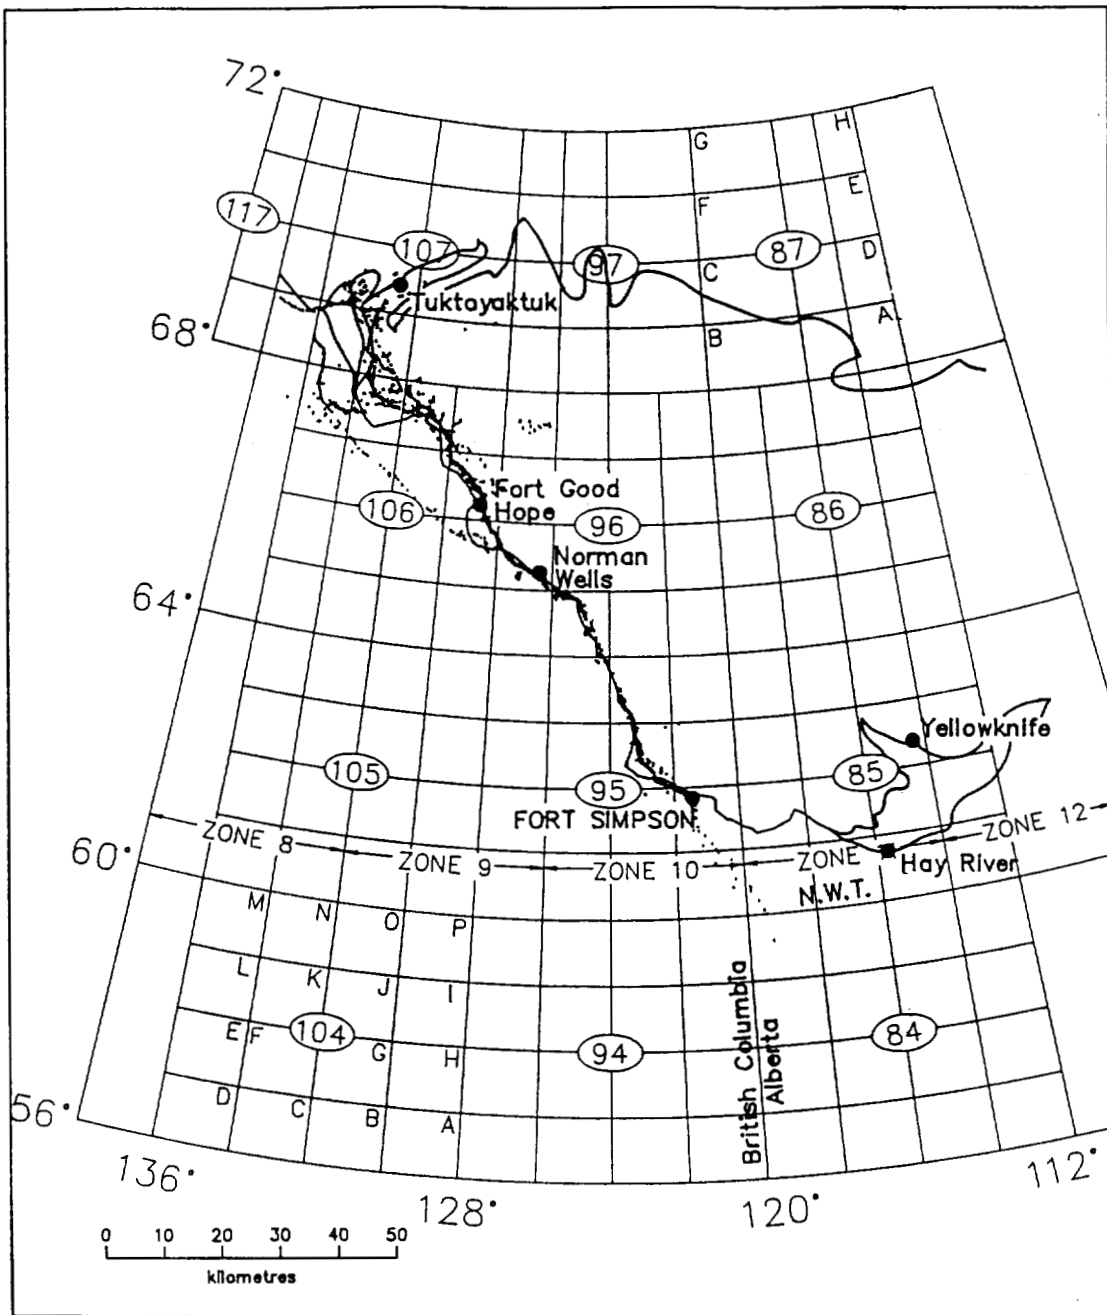 72°
H
G
E
117
F
107
97
87
D
C
Tuktoyaktuk
A
68°
B
Fort Good
Hope
106
96
86
Norman
Wells
64°
Yellowknife
105
95
85
FORT SIMPSON
ZONE 8
ZONE 9
ZONE 10
ZONE
ZONE 12
60°
Hay River
N.W.T.
M
N
O
P
L
K
J
I
British Columbia
Alberta
E
F
104
G
H
94
84
D
C
B
A
56°
136°
128°
120°
112°
0 10 20 30 40 50
kilometres